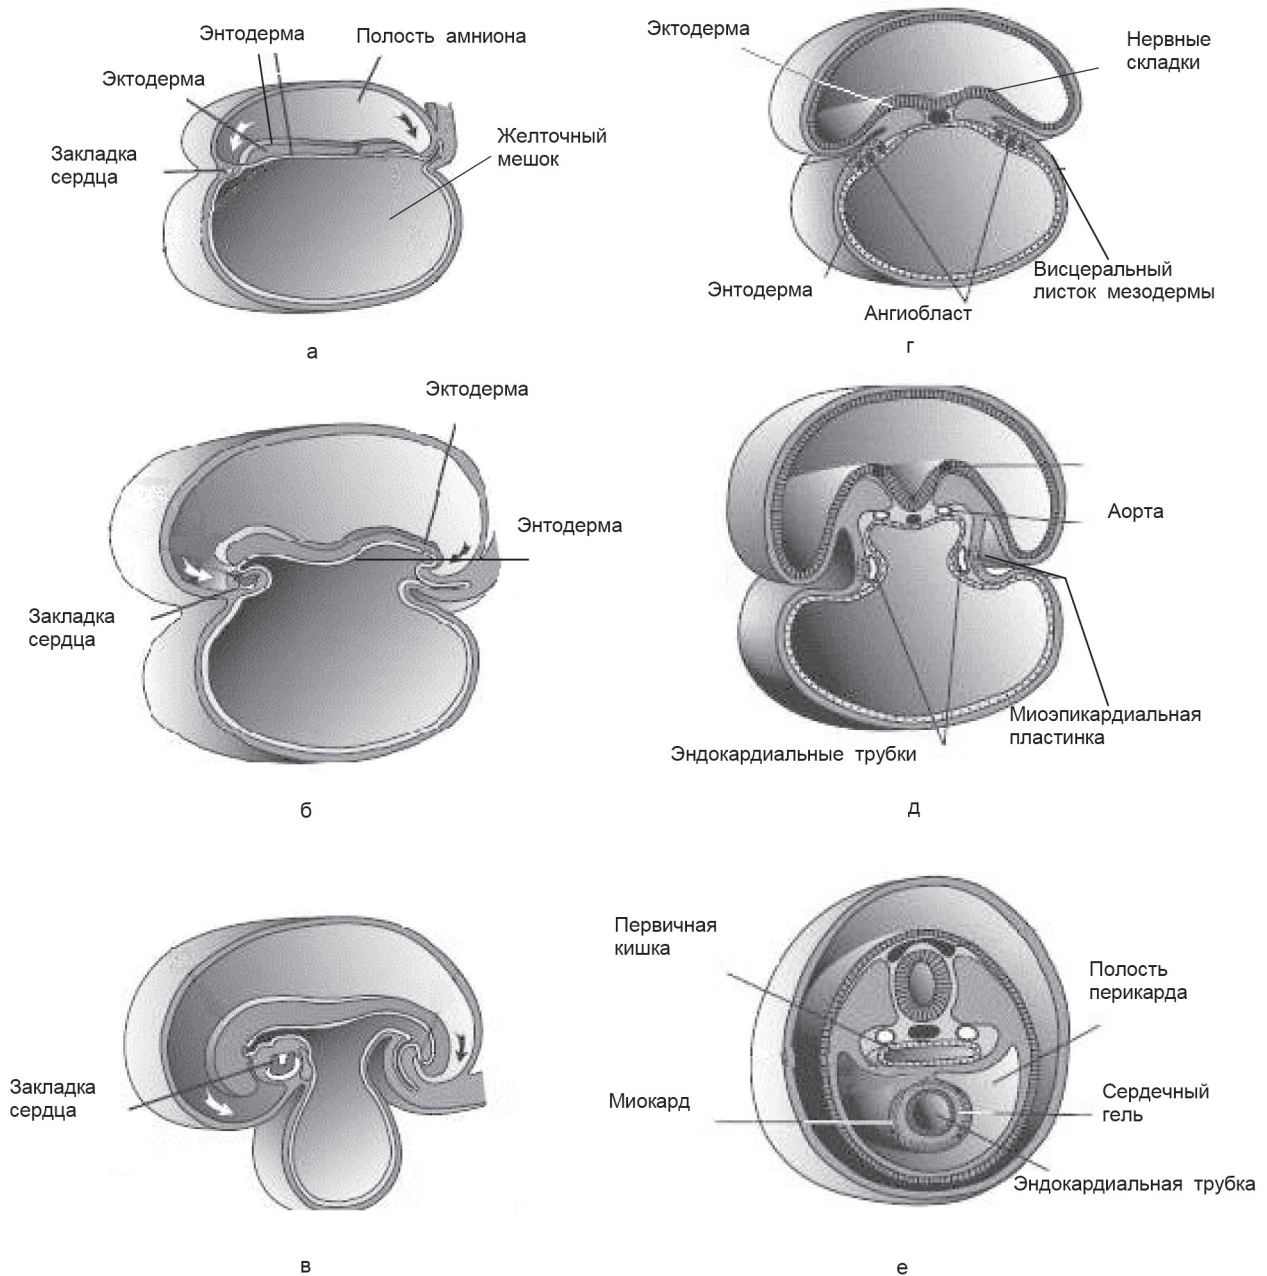 Энтодерма
Полость амниона
Эктодерма
Закладка
сердца
Желточный
мешок
а
Эктодерма
Нервные
складки
Энтодерма
Висцеральный
листок мезодермы
Ангиобласт
г
Эктодерма
Энтодерма
Закладка
сердца
б
Аорта
Миоэпикардиальная
пластинка
Эндокардиальные трубки
д
Закладка
сердца
в
Первичная
кишка
Полость
перикарда
Миокард
Сердечный
гель
Эндокардиальная трубка
е